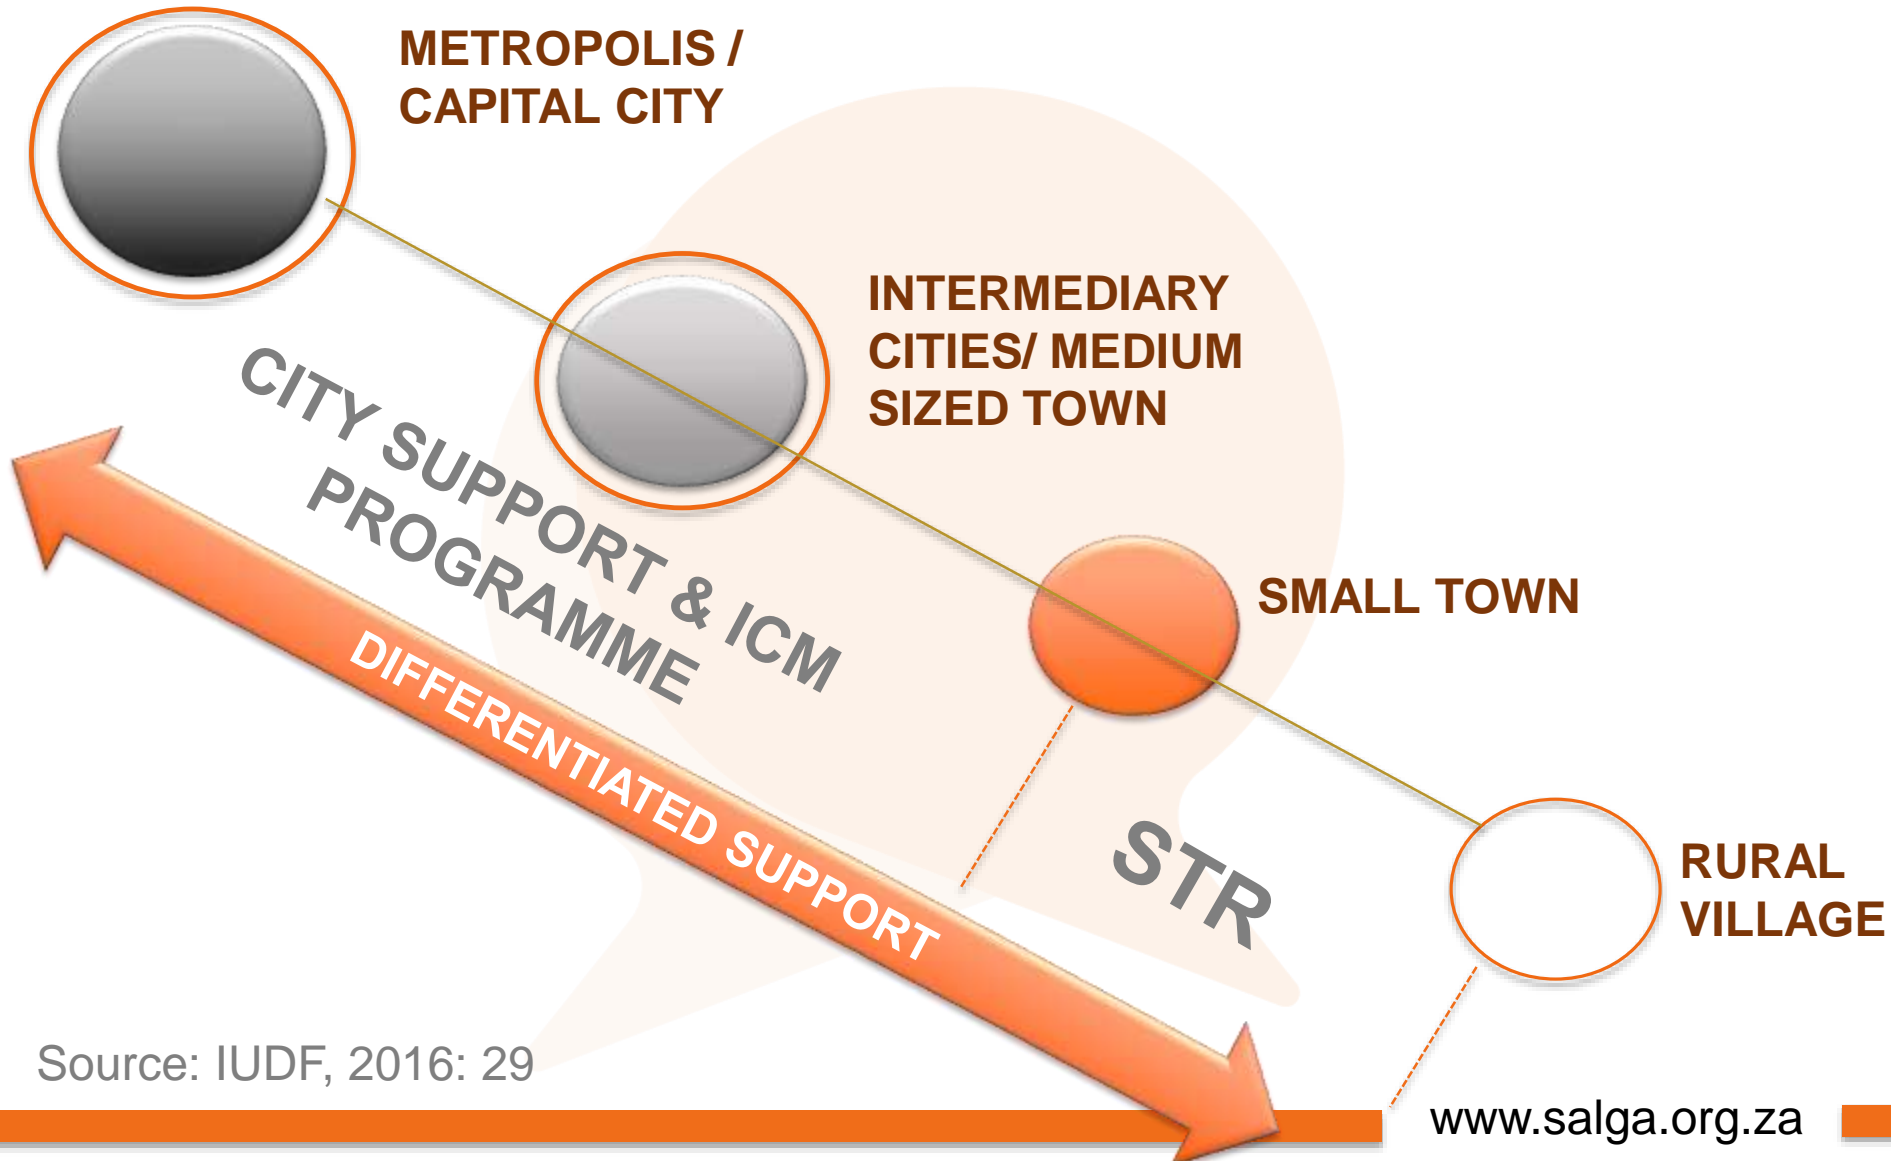 METROPOLIS /
CAPITAL CITY
INTERMEDIARY
CITIES/ MEDIUM
SIZED TOWN
CITY SUPPORT & ICM
PROGRAMME
DIFFERENTIATED SUPPORT
SMALL TOWN
STR
RURAL
VILLAGE
Source: IUDF, 2016: 29
www.salga.org.za